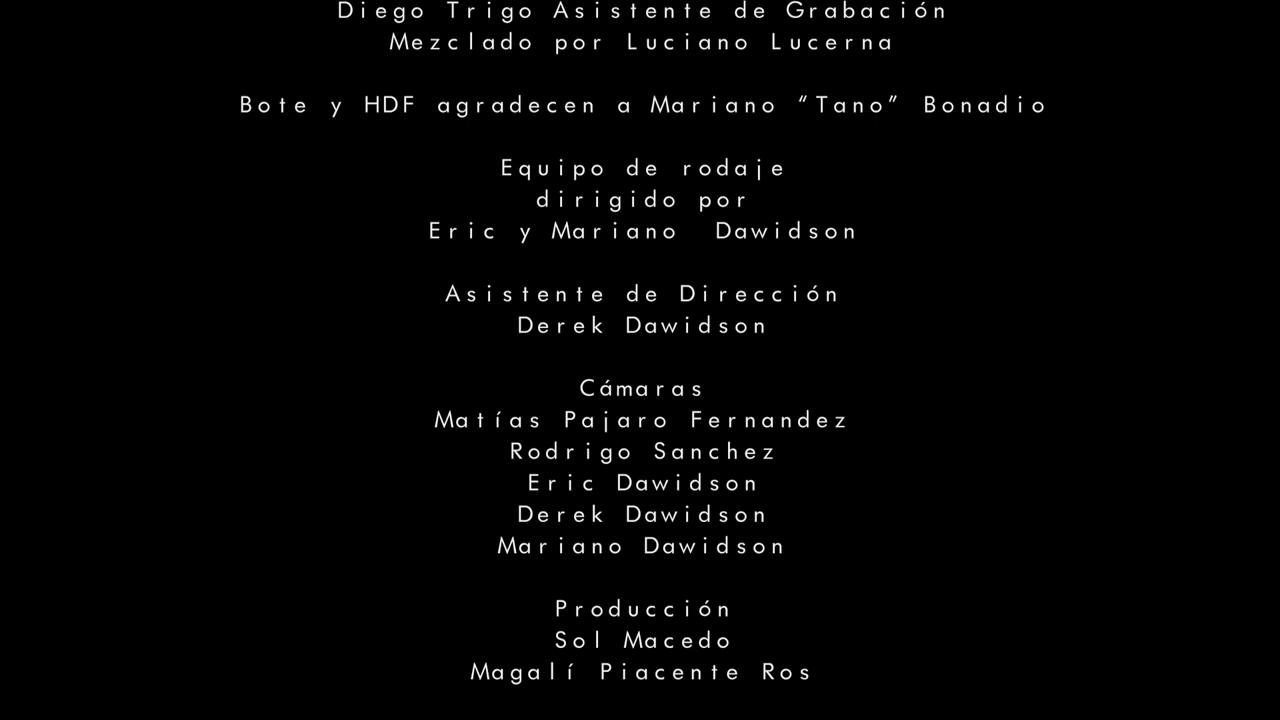 Diego Trigo Asistente de Grabación
Mezclado por Luciano Lucerna
Bote y HDF agradecen a Mariano “Tano” Bonadio
Equipo de rodaje
dirigido por
Eric y Mariano Dawidson
Asistente de Dirección
Derek Dawidson
Cámaras
Matías Pajaro Fernandez
Rodrigo Sanchez
Eric Dawidson
Derek Dawidson
Mariano Dawidson
Producción
Sol Macedo
Magalí Piacente Ros